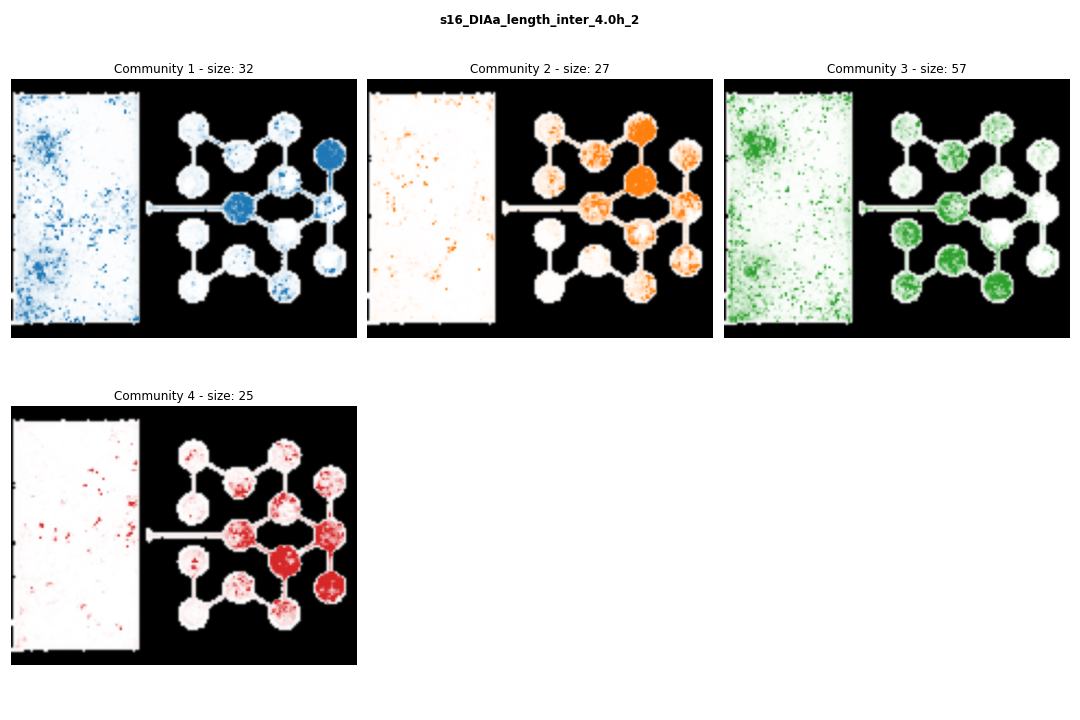 s16_DIAa_length_inter_4.0h_2
Community 1 - size: 32
Community 2 - size: 27
Community 3 - size: 57
Community 4 - size: 25